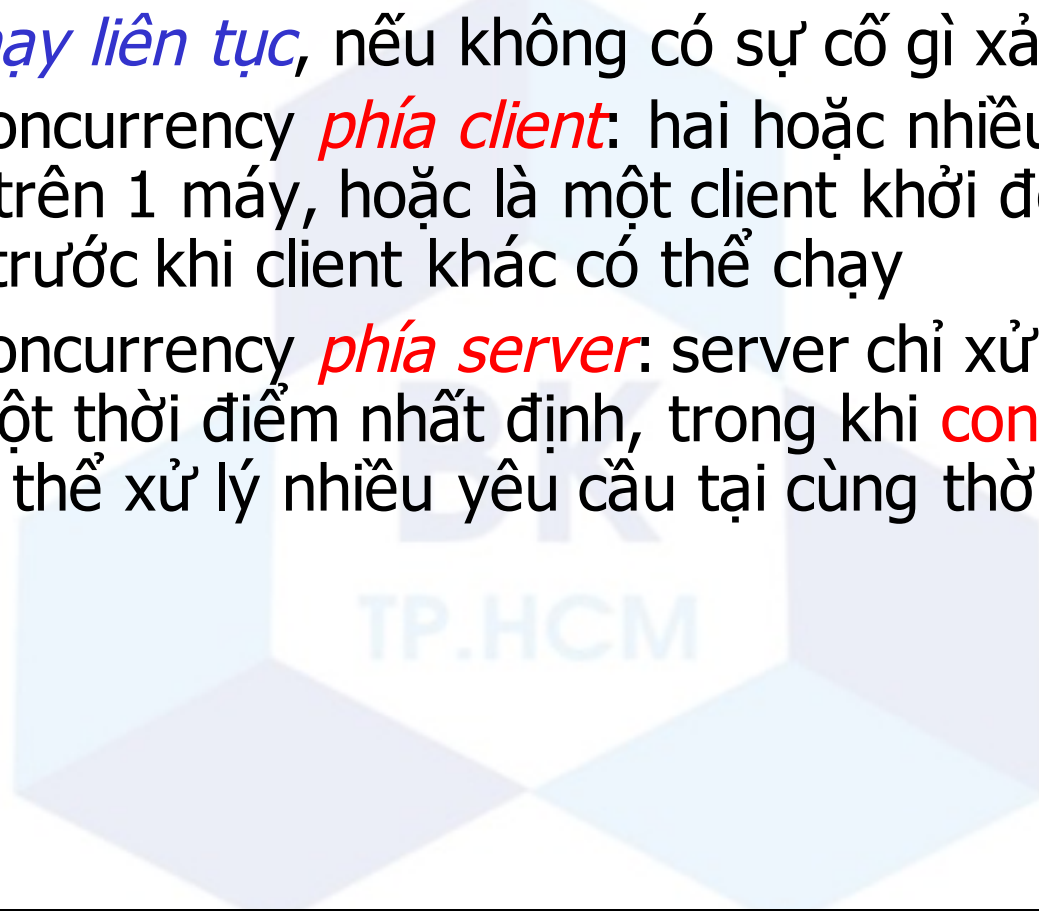 ạy liên tục, nếu không có sự cố gì xả
oncurrency phía client: hai hoặc nhiều
trên 1 máy, hoặc là một client khởi đ
trước khi client khác có thể chạy
oncurrency phía server: server chỉ xử
ột thời điểm nhất định, trong khi con
thể xử lý nhiều yêu cầu tại cùng thờ
BK
TP.HCM